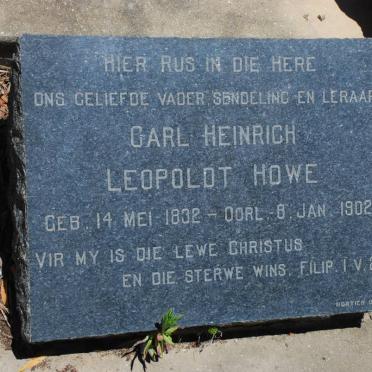 HIER RUS IN DIE HERE
ONS GELIEFDE VADER, SENDELING EN LERAAR
CARL HEINRICH
LEOPOLDT HOWE
GEB. 14 MEI 1832 - OORL. 8 JAN. 1902
VIR MY IS DIE LEWE CHRISTUS
EN DIE STERWE WINS. FILIP. I V.